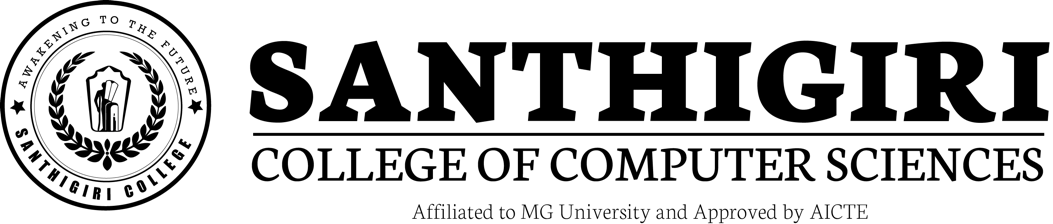 AWAKENING TO THE FUTURE
SANTHIGIRI COLLEGE
SANTHIGIRI
COLLEGE OF COMPUTER SCIENCES
Affiliated to MG University and Approved by AICTE